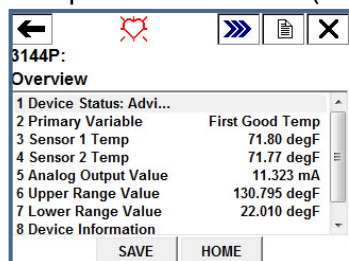 3144P:
Overview
1 Device Status: Advi...
2 Primary Variable First Good Temp
3 Sensor 1 Temp 71.80 degF
4 Sensor 2 Temp 71.77 degF
5 Analog Output Value 11.323 mA
6 Upper Range Value 130.795 degF
7 Lower Range Value 22.010 degF
8 Device Information
SAVE HOME